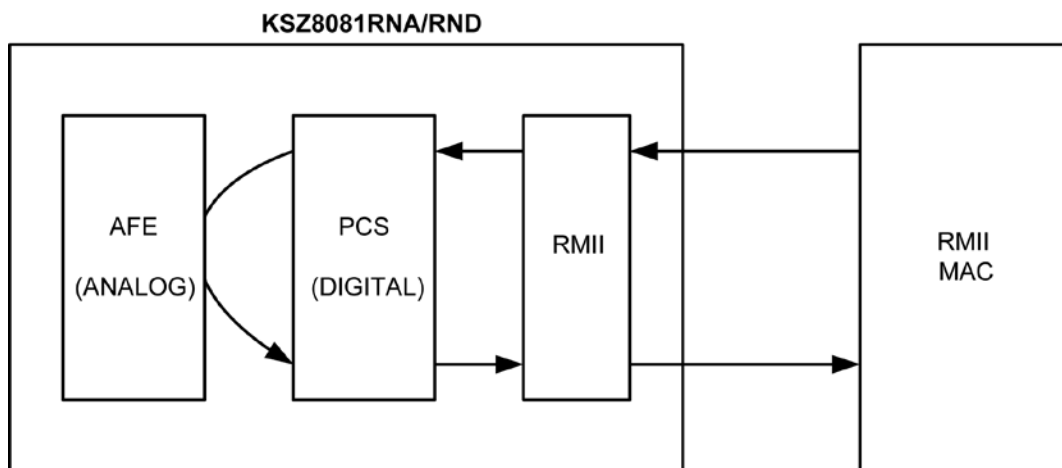 KSZ8081RNA/RND
AFE
(ANALOG)
PCS
(DIGITAL)
RMII
RMII
MAC